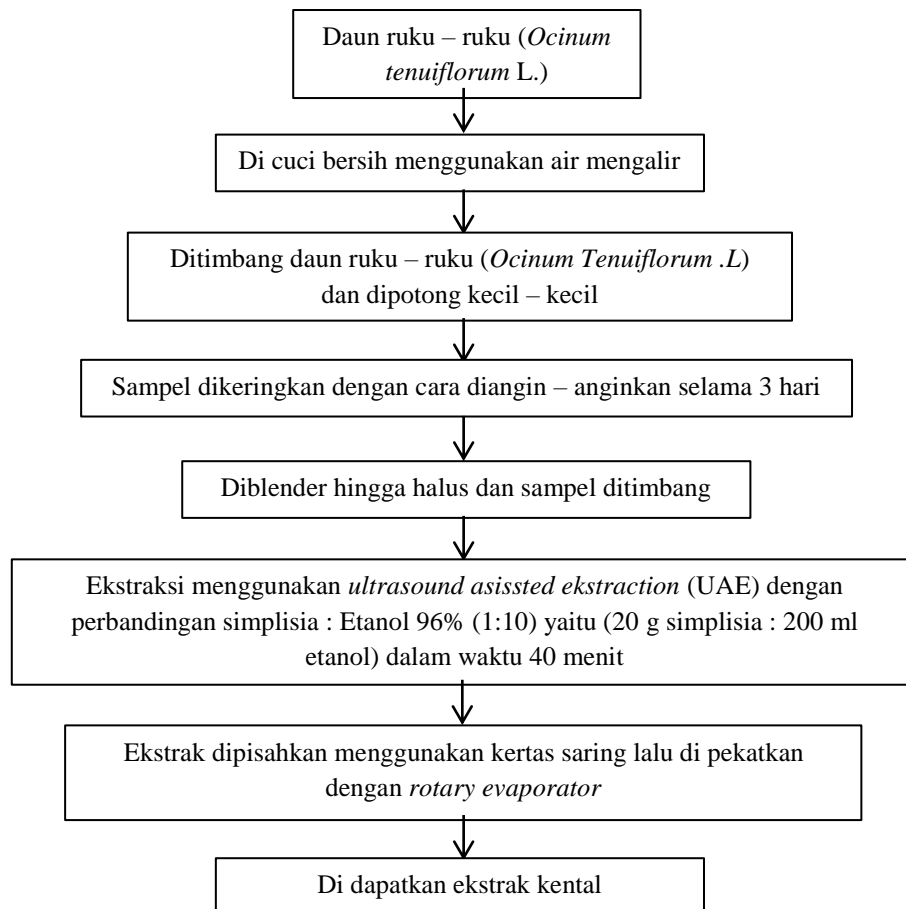 Daun ruku – ruku (Ocinum
tenuiflorum L.)
Di cuci bersih menggunakan air mengalir
Ditimbang daun ruku – ruku (Ocinum Tenuiflorum .L)
dan dipotong kecil – kecil
Sampel dikeringkan dengan cara diangin – anginkan selama 3 hari
Diblender hingga halus dan sampel ditimbang
Ekstraksi menggunakan ultrasound asissted ekstraction (UAE) dengan
perbandingan simplisia : Etanol 96% (1:10) yaitu (20 g simplisia : 200 ml
etanol) dalam waktu 40 menit
Ekstrak dipisahkan menggunakan kertas saring lalu di pekatkan
dengan rotary evaporator
Di dapatkan ekstrak kental